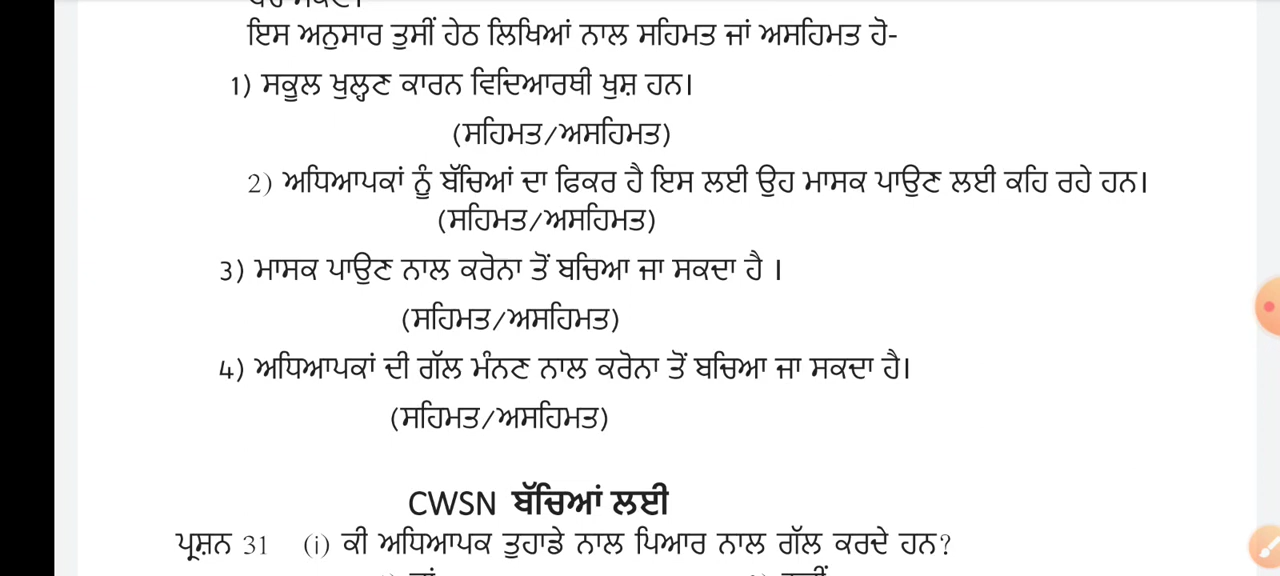 ਇਸ ਅਨੁਸਾਰ ਤੁਸੀਂ ਹੇਠ ਲਿਖਿਆਂ ਨਾਲ ਸਹਿਮਤ ਜਾਂ ਅਸਹਿਮਤ ਹੋ-
1) ਸਕੂਲ ਖੁਲ੍ਹਣ ਕਾਰਨ ਵਿਦਿਆਰਥੀ ਖੁਸ਼ ਹਨ।
(ਸਹਿਮਤ/ਅਸਹਿਮਤ)
2) ਅਧਿਆਪਕਾਂ ਨੂੰ ਬੱਚਿਆਂ ਦਾ ਫਿਕਰ ਹੈ ਇਸ ਲਈ ਉਹ ਮਾਸਕ ਪਾਉਣ ਲਈ ਕਹਿ ਰਹੇ ਹਨ।
(ਸਹਿਮਤ/ਅਸਹਿਮਤ)
3) ਮਾਸਕ ਪਾਉਣ ਨਾਲ ਕਰੋਨਾ ਤੋਂ ਬਚਿਆ ਜਾ ਸਕਦਾ ਹੈ ।
(ਸਹਿਮਤ/ਅਸਹਿਮਤ)
4) ਅਧਿਆਪਕਾਂ ਦੀ ਗੱਲ ਮੰਨਣ ਨਾਲ ਕਰੋਨਾ ਤੋਂ ਬਚਿਆ ਜਾ ਸਕਦਾ ਹੈ।
(ਸਹਿਮਤ/ਅਸਹਿਮਤ)
CWSN ਬੱਚਿਆਂ ਲਈ
ਪ੍ਰਸ਼ਨ 31 (i) ਕੀ ਅਧਿਆਪਕ ਤੁਹਾਡੇ ਨਾਲ ਪਿਆਰ ਨਾਲ ਗੱਲ ਕਰਦੇ ਹਨ?